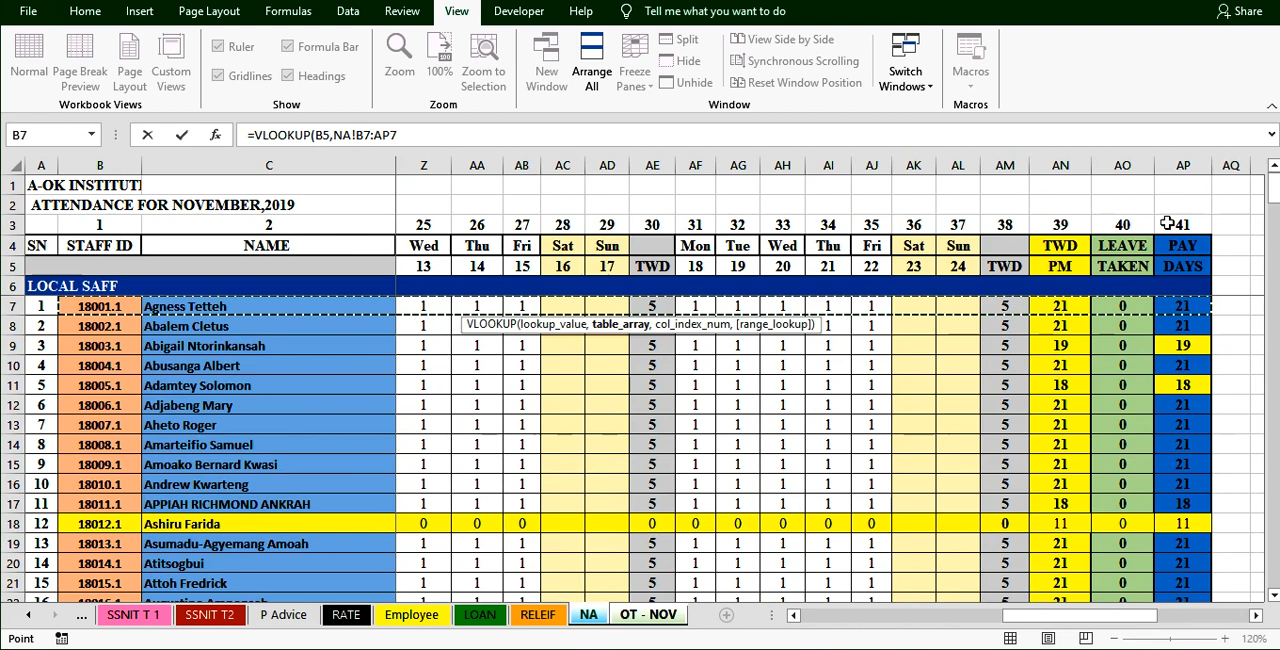 File Home Insert Page Layout Formulas Data Review View Developer Help Tell me what you want to do Share
Normal Page Break Preview Page Layout Custom Views Ruler Formula Bar Gridlines Headings Zoom 100% Zoom to Selection New Window Arrange All Freeze Panes Split Hide Unhide View Side by Side Synchronous Scrolling Reset Window Position Switch Windows Macros
Workbook Views Show Zoom Window Macros
B7 fx =VLOOKUP(B5,NA!B7:AP7
A B C Z AA AB AC AD AE AF AG AH AI AJ AK AL AM AN AO AP AQ
1 A-OK INSTITUTI
2 ATTENDANCE FOR NOVEMBER,2019
3 1 2 25 26 27 28 29 30 31 32 33 34 35 36 37 38 39 40 41
4 SN STAFF ID NAME Wed Thu Fri Sat Sun Mon Tue Wed Thu Fri Sat Sun TWD LEAVE PAY
5 13 14 15 16 17 TWD 18 19 20 21 22 23 24 TWD PM TAKEN DAYS
6 LOCAL SAFF
7 1 18001.1 Agness Tetteh 1 1 1 5 1 1 1 1 1 5 21 0 21
8 2 18002.1 Abalem Cletus 1 VLOOKUP(lookup_value, table_array, col_index_num, [range_lookup]) 1 1 5 21 0 21
9 3 18003.1 Abigail Ntorinkansah 1 1 1 5 1 1 1 1 1 5 19 0 19
10 4 18004.1 Abusanga Albert 1 1 1 5 1 1 1 1 1 5 21 0 21
11 5 18005.1 Adamtey Solomon 1 1 1 5 1 1 1 1 1 5 18 0 18
12 6 18006.1 Adjabeng Mary 1 1 1 5 1 1 1 1 1 5 21 0 21
13 7 18007.1 Aheto Roger 1 1 1 5 1 1 1 1 1 5 21 0 21
14 8 18008.1 Amarteifio Samuel 1 1 1 5 1 1 1 1 1 5 21 0 21
15 9 18009.1 Amoako Bernard Kwasi 1 1 1 5 1 1 1 1 1 5 21 0 21
16 10 18010.1 Andrew Kwarteng 1 1 1 5 1 1 1 1 1 5 21 0 21
17 11 18011.1 APPIAH RICHMOND ANKRAH 1 1 1 5 1 1 1 1 1 5 18 0 18
18 12 18012.1 Ashiru Farida 0 0 0 0 0 0 0 0 0 0 11 0 11
19 13 18013.1 Asumadu-Agyemang Amoah 1 1 1 5 1 1 1 1 1 5 21 0 21
20 14 18014.1 Atitsogbui 1 1 1 5 1 1 1 1 1 5 21 0 21
21 15 18015.1 Attoh Fredrick 1 1 1 5 1 1 1 1 1 5 21 0 21
... SSNIT T 1 SSNIT T2 P Advice RATE Employee LOAN RELEIF NA OT - NOV
Point 120%